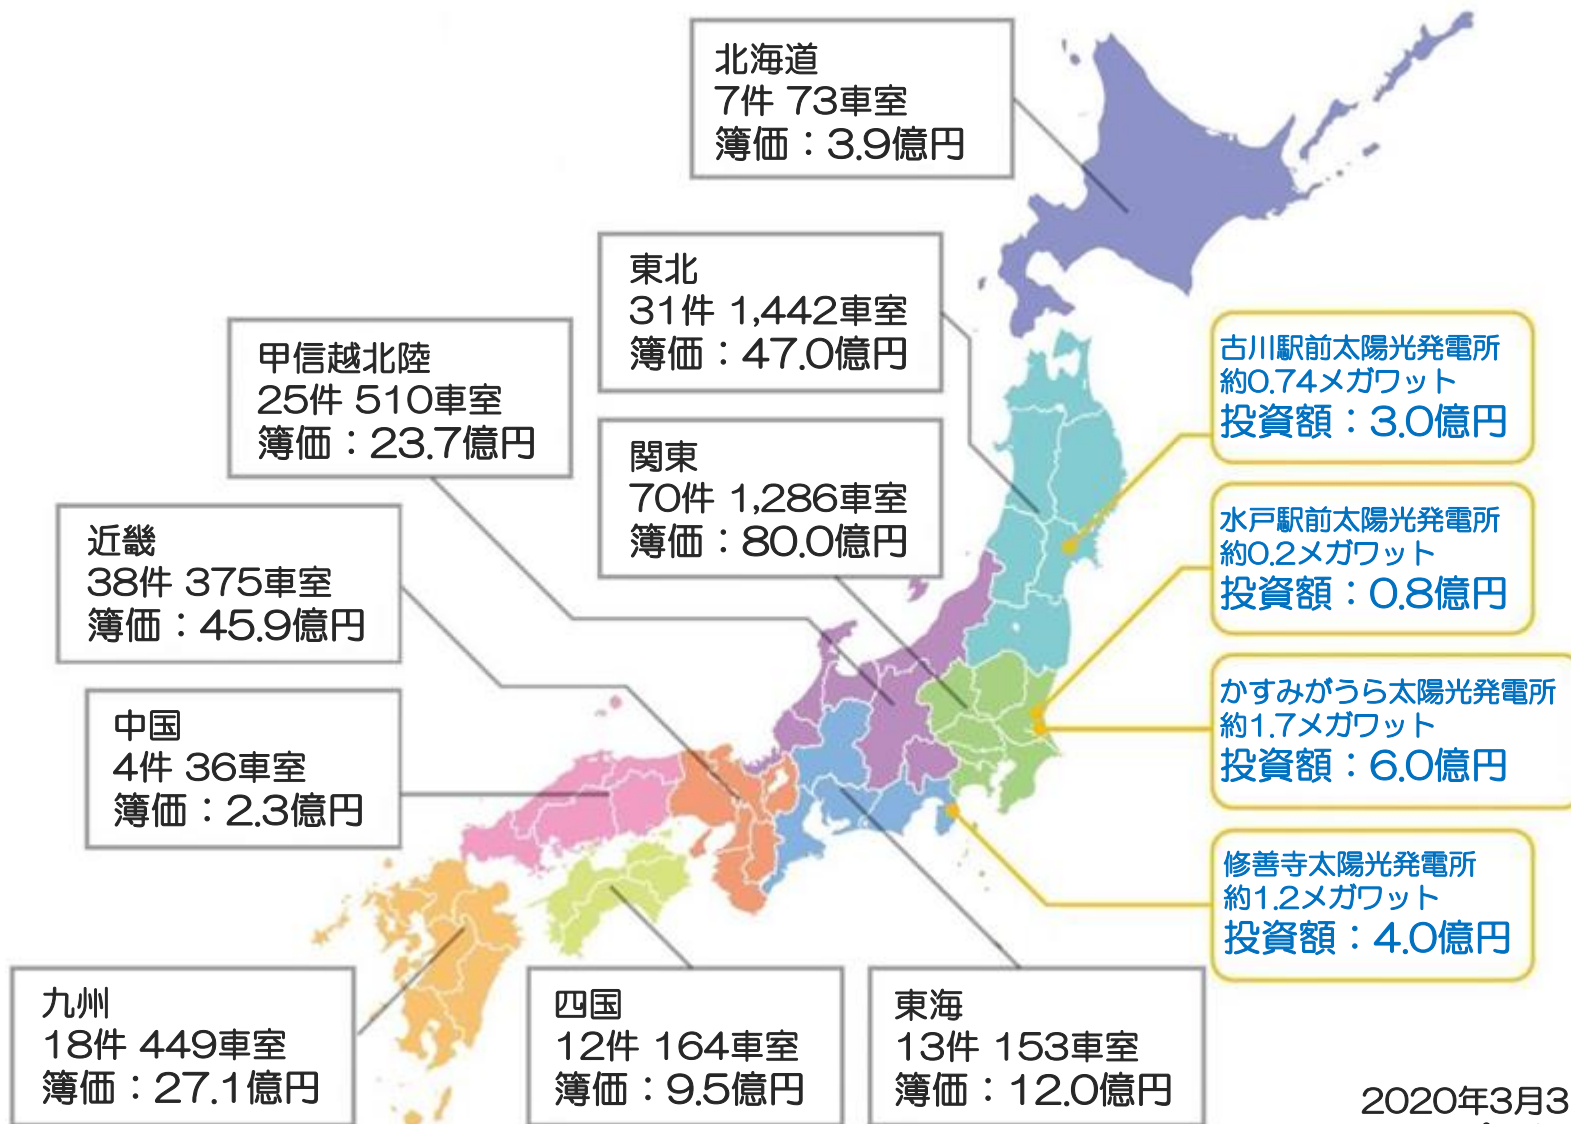 北海道
7件 73車室
簿価：3.9億円
東北
31件 1,442車室
簿価：47.0億円
甲信越北陸
25件 510車室
簿価：23.7億円
関東
70件 1,286車室
簿価：80.0億円
近畿
38件 375車室
簿価：45.9億円
中国
4件 36車室
簿価：2.3億円
九州
18件 449車室
簿価：27.1億円
四国
12件 164車室
簿価：9.5億円
東海
13件 153車室
簿価：12.0億円
古川駅前太陽光発電所
約0.74メガワット
投資額：3.0億円
水戸駅前太陽光発電所
約0.2メガワット
投資額：0.8億円
かすみがうら太陽光発電所
約1.7メガワット
投資額：6.0億円
修善寺太陽光発電所
約1.2メガワット
投資額：4.0億円
2020年3月3